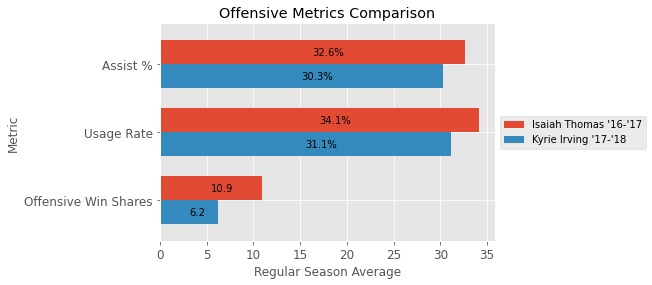 Offensive Metrics Comparison
Metric
Assist %
32.6%
30.3%
Usage Rate
34.1%
31.1%
Offensive Win Shares
10.9
6.2
Isaiah Thomas '16-'17
Kyrie Irving '17-'18
0 5 10 15 20 25 30 35
Regular Season Average